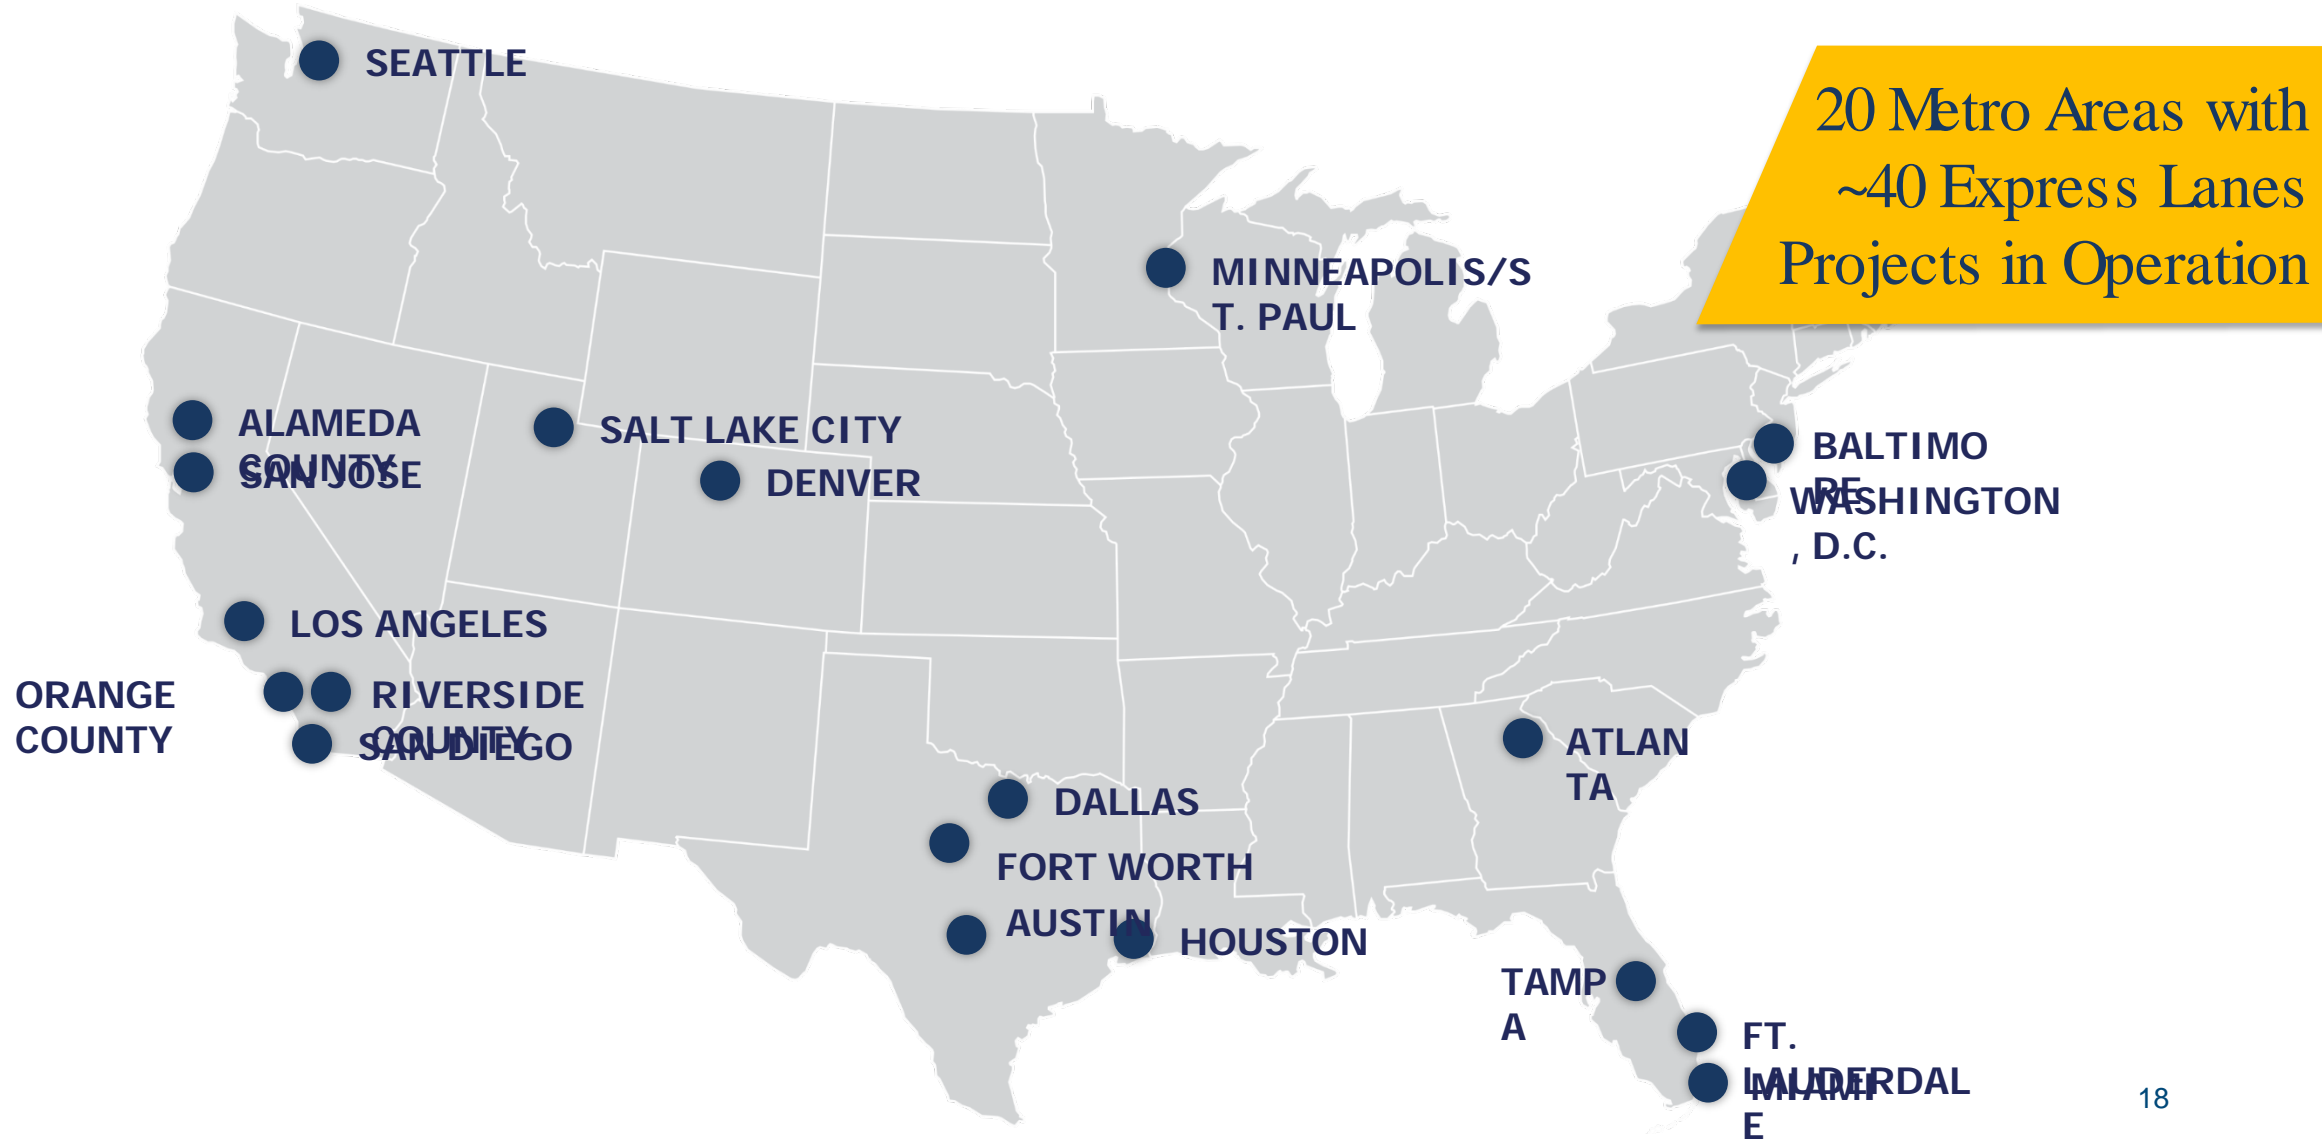 SEATTLE
20 Metro Areas with
~40 Express Lanes
Projects in Operation
MINNEAPOLIS/S
T. PAUL
ALAMEDA
COUNTY
SAN JOSE
SALT LAKE CITY
DENVER
BALTIMO
RE
WASHINGTON
, D.C.
LOS ANGELES
ORANGE
COUNTY
RIVERSIDE
COUNTY
SAN DIEGO
ATLAN
TA
DALLAS
FORT WORTH
AUSTIN
HOUSTON
TAMP
A
FT.
LAUDERDAL
E
MIAMI
18